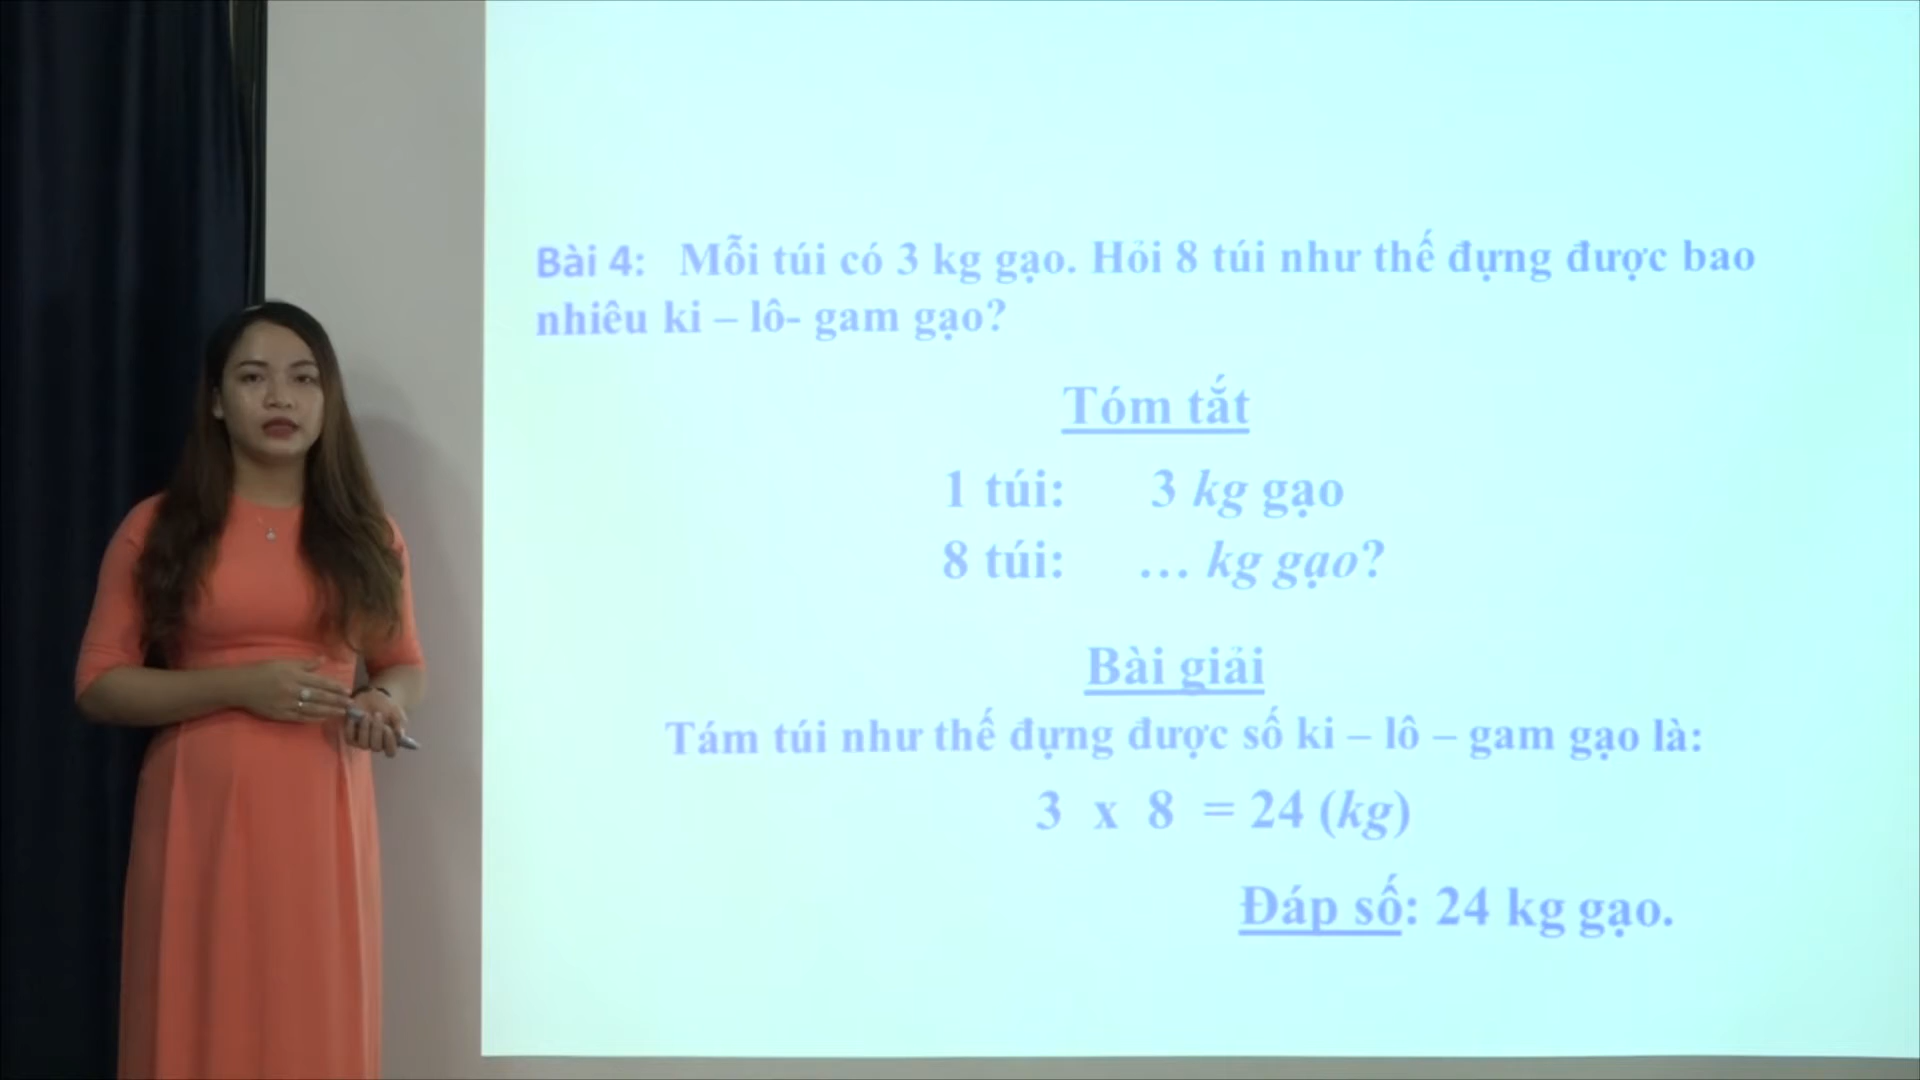 Bài 4: Mỗi túi có 3 kg gạo. Hỏi 8 túi như thế đựng được bao
nhiêu ki – lô- gam gạo?
Tóm tắt
1 túi: 3 kg gạo
8 túi: ... kg gạo?
Bài giải
Tám túi như thế đựng được số ki – lô – gam gạo là:
3 x 8 = 24 (kg)
Đáp số: 24 kg gạo.